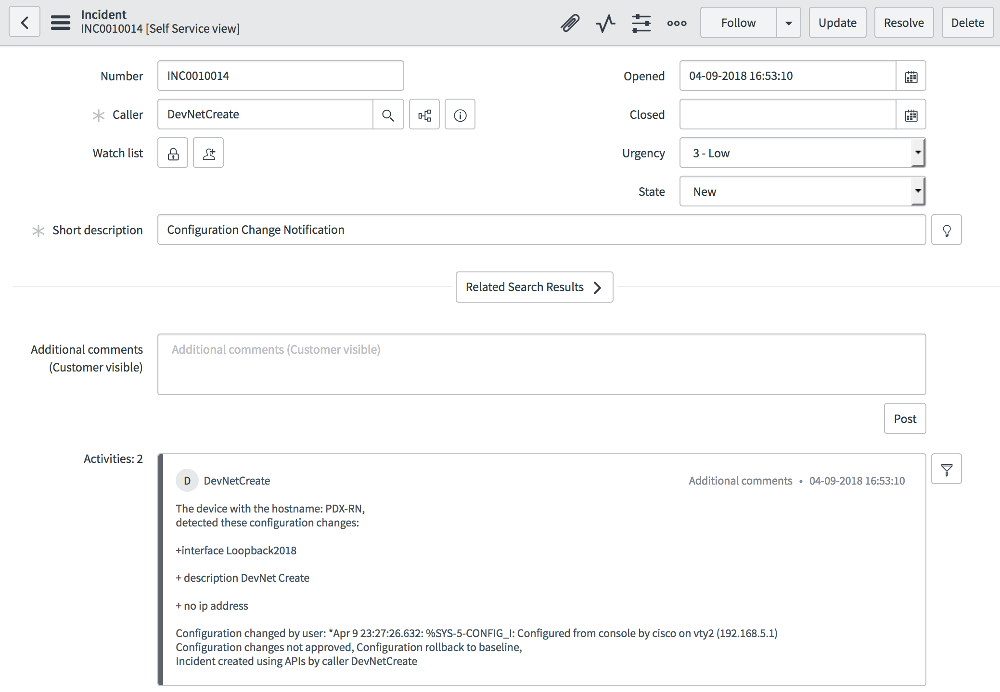 Incident
INC0010014 [Self Service view]
Follow
Update
Resolve
Delete
Number
INC0010014
Opened
04-09-2018 16:53:10
Caller
DevNetCreate
Closed
Watch list
Urgency
3 - Low
State
New
Short description
Configuration Change Notification
Related Search Results
Additional comments
(Customer visible)
Additional comments (Customer visible)
Post
Activities: 2
D
DevNetCreate
Additional comments • 04-09-2018 16:53:10
The device with the hostname: PDX-RN,
detected these configuration changes:
+interface Loopback2018
+ description DevNet Create
+ no ip address
Configuration changed by user: *Apr 9 23:27:26.632: %SYS-5-CONFIG_I: Configured from console by cisco on vty2 (192.168.5.1)
Configuration changes not approved, Configuration rollback to baseline,
Incident created using APIs by caller DevNetCreate